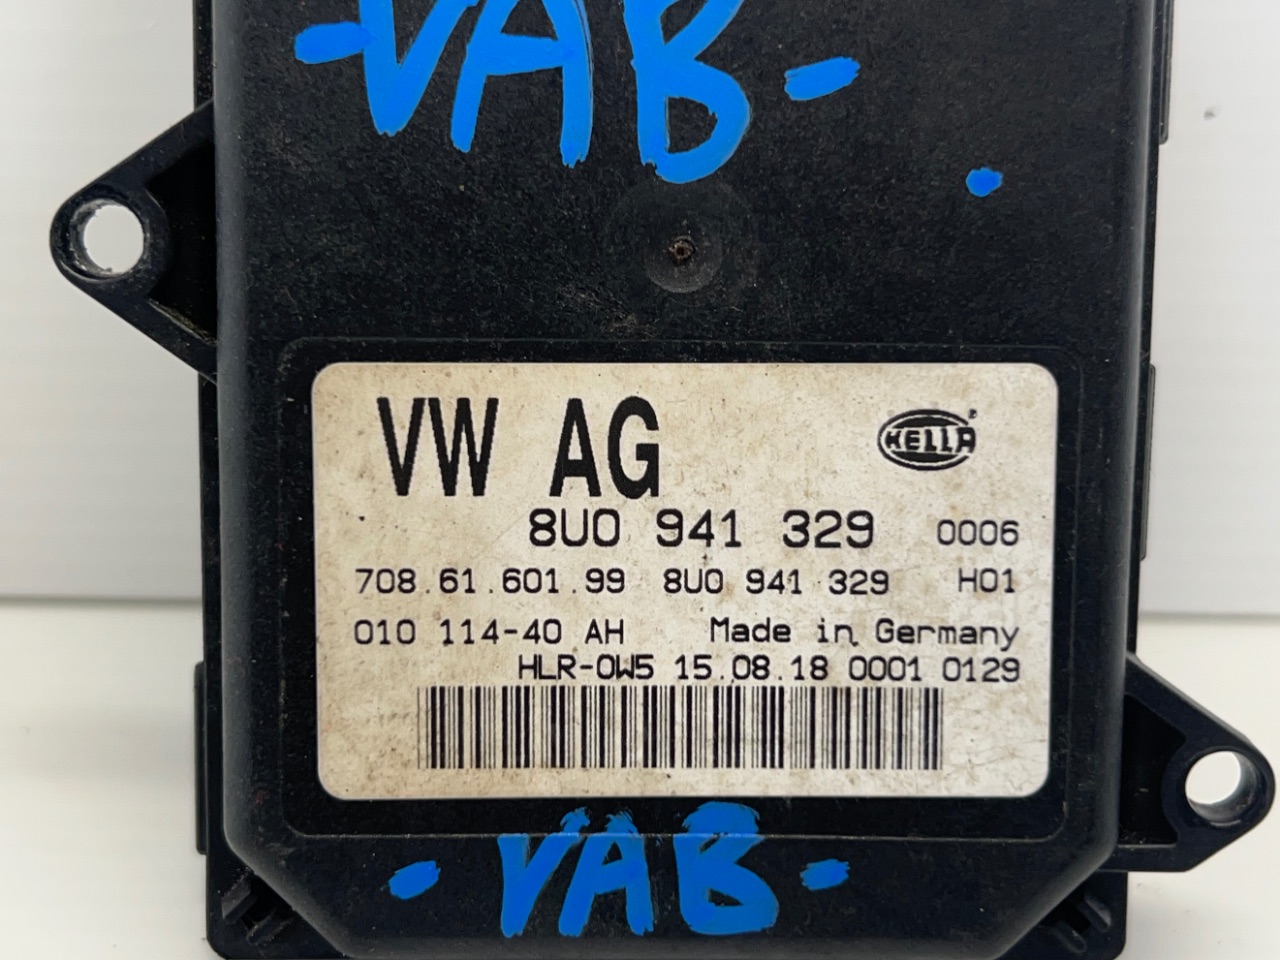 -VAB-
VW AG
HELLA ®
8U0 941 329 0006
708.61.601.99 8U0 941 329 H01
010 114-40 AH Made in Germany
HLR-0W5 15.08.18 0001 0129
-VAB-